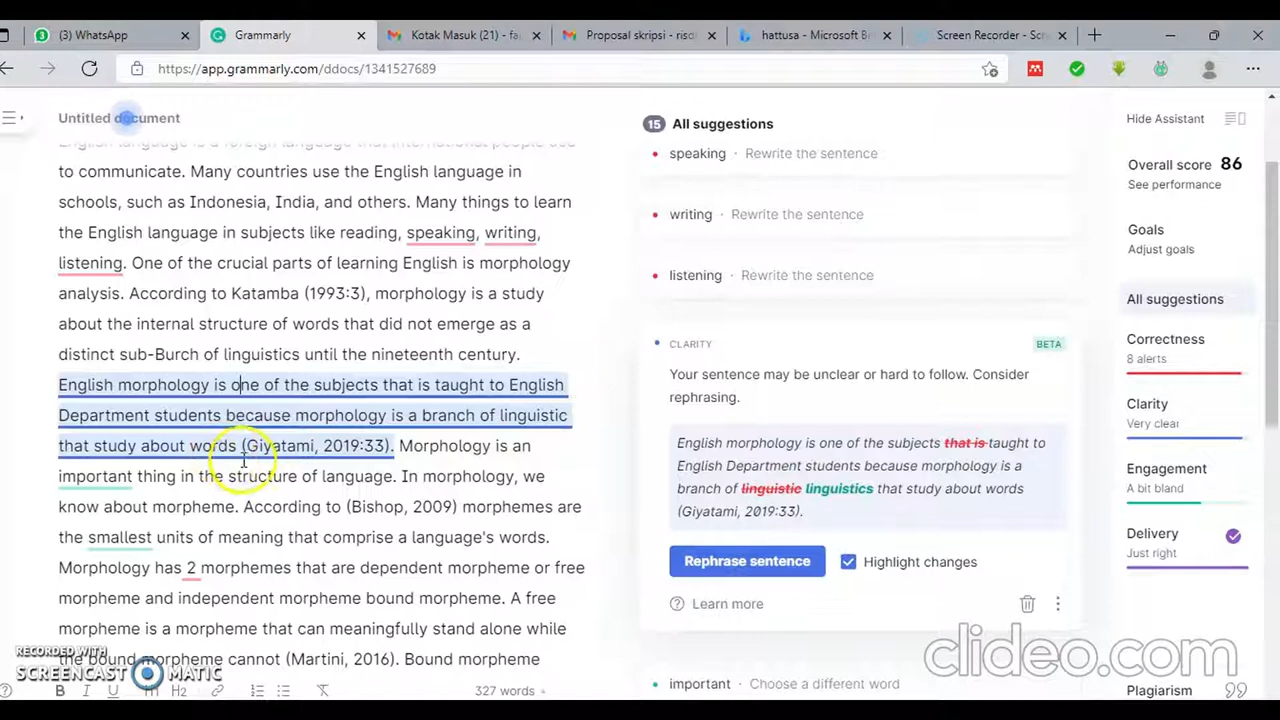 (3) WhatsApp
Grammarly
Kotak Masuk (21) - fa
Proposal skripsi - riso
hattusa - Microsoft B
Screen Recorder - Scr
https://app.grammarly.com/ddocs/1341527689
Untitled document
English language is a foreign language that international people use
to communicate. Many countries use the English language in
schools, such as Indonesia, India, and others. Many things to learn
the English language in subjects like reading, speaking, writing,
listening. One of the crucial parts of learning English is morphology
analysis. According to Katamba (1993:3), morphology is a study
about the internal structure of words that did not emerge as a
distinct sub-Burch of linguistics until the nineteenth century.
English morphology is one of the subjects that is taught to English
Department students because morphology is a branch of linguistic
that study about words (Giyatami, 2019:33). Morphology is an
important thing in the structure of language. In morphology, we
know about morpheme. According to (Bishop, 2009) morphemes are
the smallest units of meaning that comprise a language's words.
Morphology has 2 morphemes that are dependent morpheme or free
morpheme and independent morpheme bound morpheme. A free
morpheme is a morpheme that can meaningfully stand alone while
the bound morpheme cannot (Martini, 2016). Bound morpheme
B I U H1 H2
327 words
15 All suggestions
speaking · Rewrite the sentence
writing · Rewrite the sentence
listening · Rewrite the sentence
CLARITY BETA
Your sentence may be unclear or hard to follow. Consider
rephrasing.
English morphology is one of the subjects that is taught to
English Department students because morphology is a
branch of linguistic linguistics that study about words
(Giyatami, 2019:33).
Rephrase sentence Highlight changes
Learn more
important · Choose a different word
Hide Assistant
Overall score 86
See performance
Goals
Adjust goals
All suggestions
Correctness
8 alerts
Clarity
Very clear
Engagement
A bit bland
Delivery
Just right
Plagiarism
RECORDED WITH
SCREENCAST MATIC
clideo.com